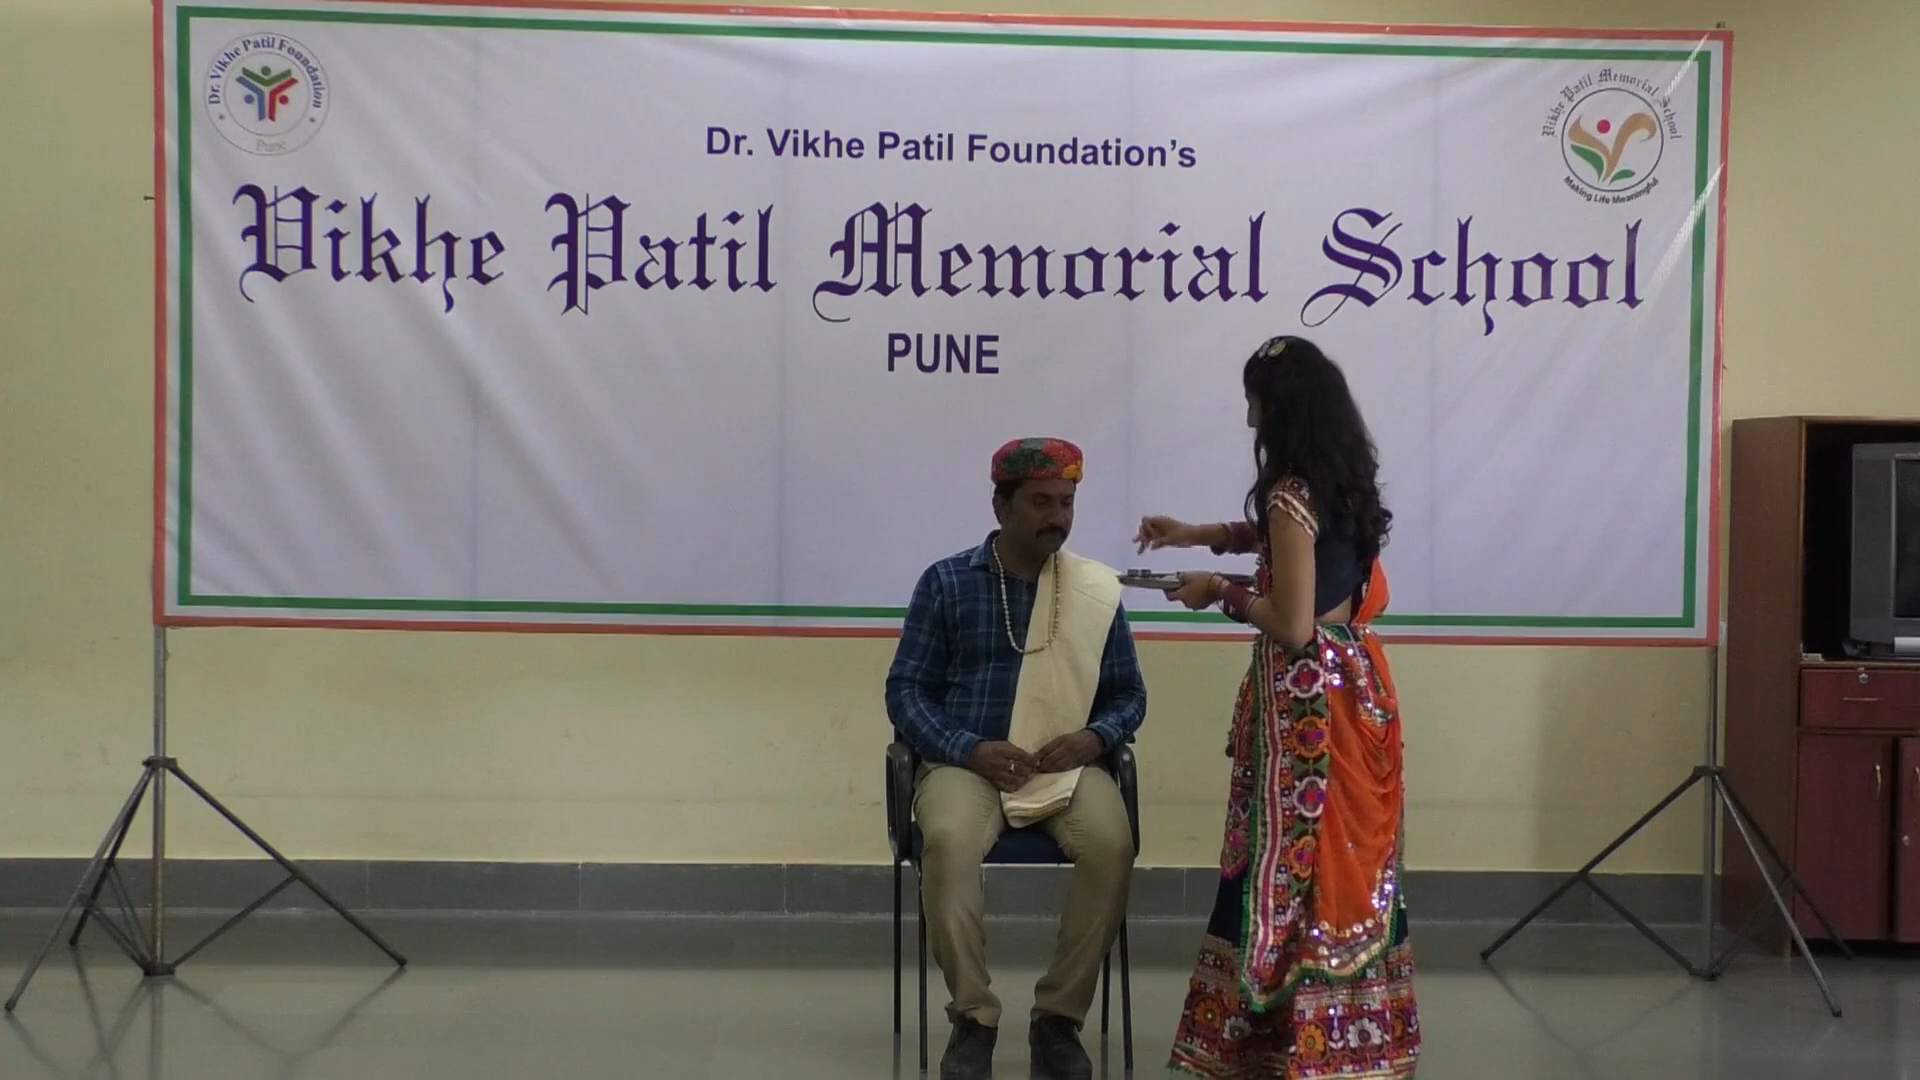 Dr. Vikhe Patil Foundation
Pune
Vikhe Patil Memorial School
Making Life Meaningful
Dr. Vikhe Patil Foundation's
Vikhe Patil Memorial School
PUNE